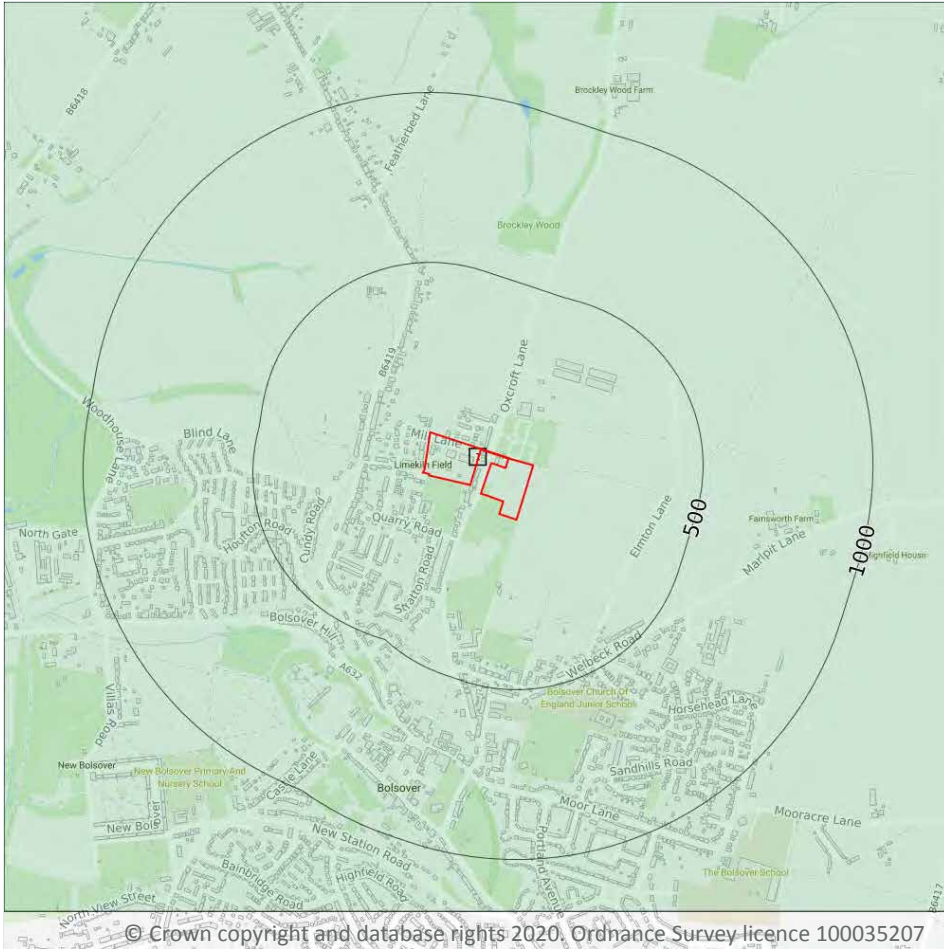 B6418
Featherbed Lane
Brockley Wood Farm
Brockley Wood
B6419
Oxcroft Lane
Woodhouse Lane
Blind Lane
Mill Lane
1
Limekiln Field
Quarry Road
Houfton Road
Cundy Road
North Gate
Stratton Road
Elmton Lane
500
1000
Farnsworth Farm
Marlpit Lane
Highfield House
Bolsover Hill
A632
Welbeck Road
Villas Road
Bolsover Church Of
England Junior School
Horsehead Lane
Sandhills Road
New Bolsover
New Bolsover Primary And
Nursery School
Castle Lane
Bolsover
Moor Lane
Mooracre Lane
New Bolsover
New Station Road
Bainbridge Road
Highfield Road
Portland Avenue
The Bolsover School
North View Street
B6417
© Crown copyright and database rights 2020. Ordnance Survey licence 100035207